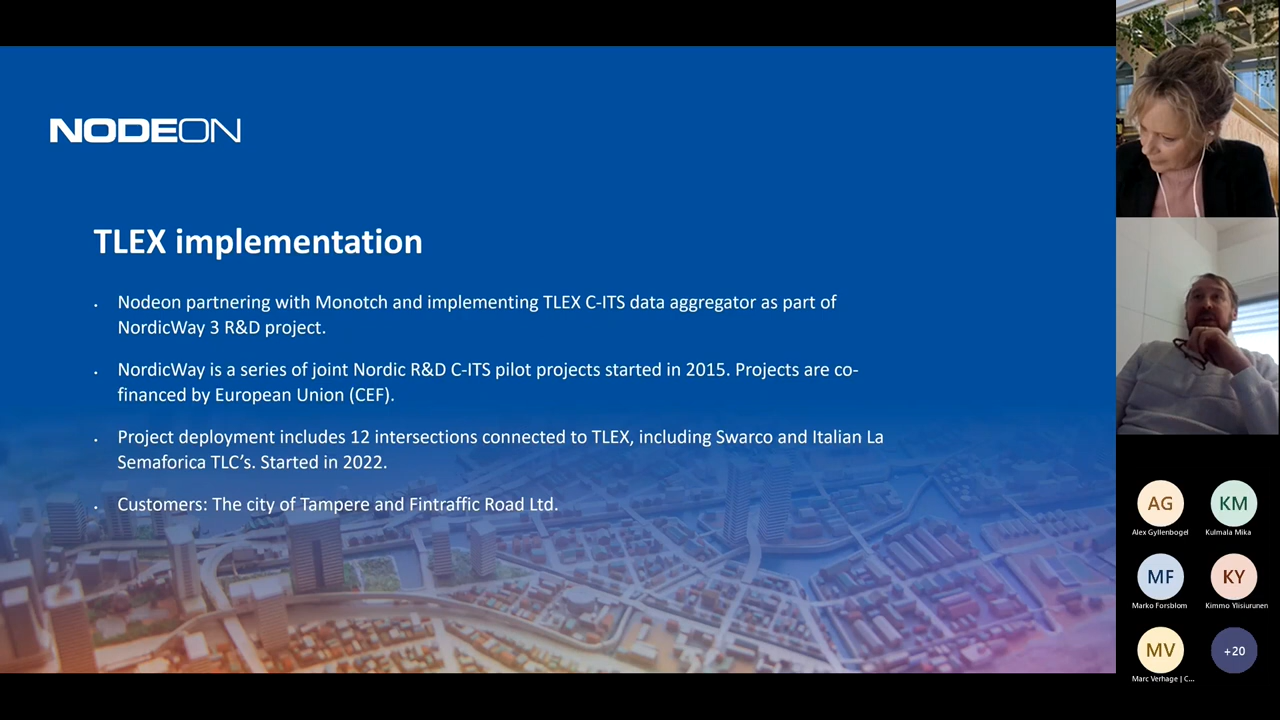 NODEON
TLEX implementation
• Nodeon partnering with Monotch and implementing TLEX C-ITS data aggregator as part of
NordicWay 3 R&D project.
• NordicWay is a series of joint Nordic R&D C-ITS pilot projects started in 2015. Projects are co-
financed by European Union (CEF).
• Project deployment includes 12 intersections connected to TLEX, including Swarco and Italian La
Semaforica TLC’s. Started in 2022.
• Customers: The city of Tampere and Fintraffic Road Ltd.
AG KM
Alex Gyllenbogel Kulmala Mika
MF KY
Marko Forsblom Kimmo Ylisiurunen
MV +20
Marc Verhage | C...